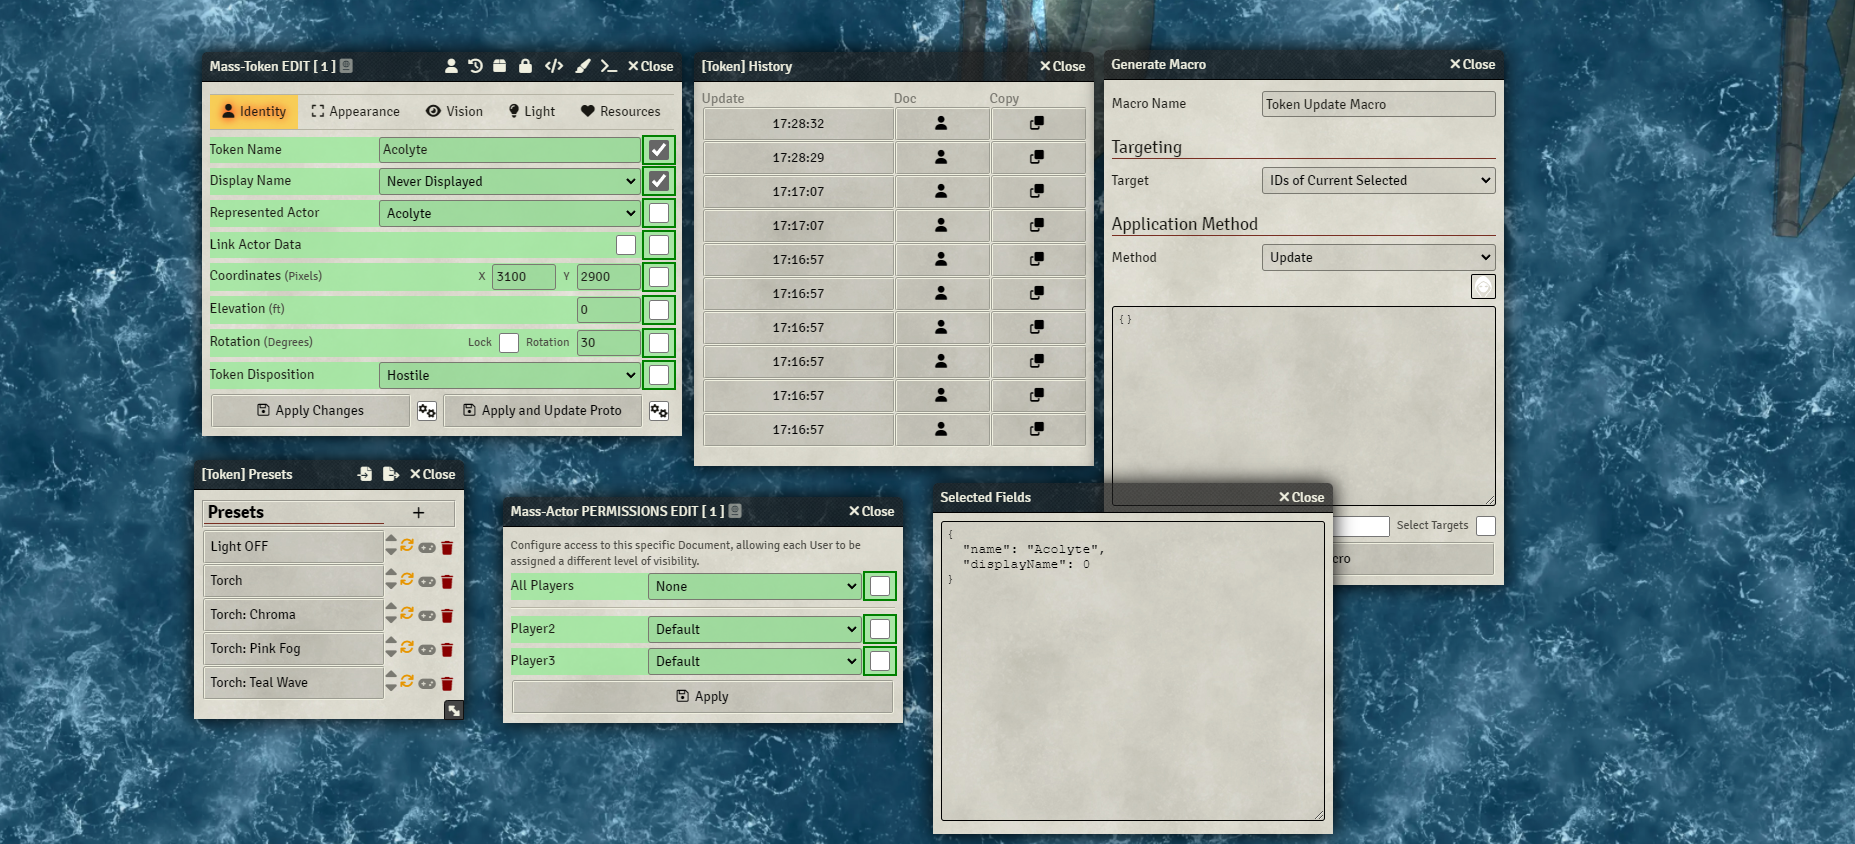 Mass-Token EDIT [ 1 ]
Close
Identity
Appearance
Vision
Light
Resources
Token Name
Acolyte
Display Name
Never Displayed
Represented Actor
Acolyte
Link Actor Data
Coordinates (Pixels)
X
3100
Y
2900
Elevation (ft)
0
Rotation (Degrees)
Lock
Rotation
30
Token Disposition
Hostile
Apply Changes
Apply and Update Proto
[Token] History
Close
Update
Doc
Copy
17:28:32
17:28:29
17:17:07
17:17:07
17:16:57
17:16:57
17:16:57
17:16:57
17:16:57
17:16:57
Generate Macro
Close
Macro Name
Token Update Macro
Targeting
Target
IDs of Current Selected
Application Method
Method
Update
{}
Select Targets
cro
[Token] Presets
Close
Presets
Light OFF
Torch
Torch: Chroma
Torch: Pink Fog
Torch: Teal Wave
Mass-Actor PERMISSIONS EDIT [ 1 ]
Close
Configure access to this specific Document, allowing each User to be
assigned a different level of visibility.
All Players
None
Player2
Default
Player3
Default
Apply
Selected Fields
Close
{
"name": "Acolyte",
"displayName": 0
}